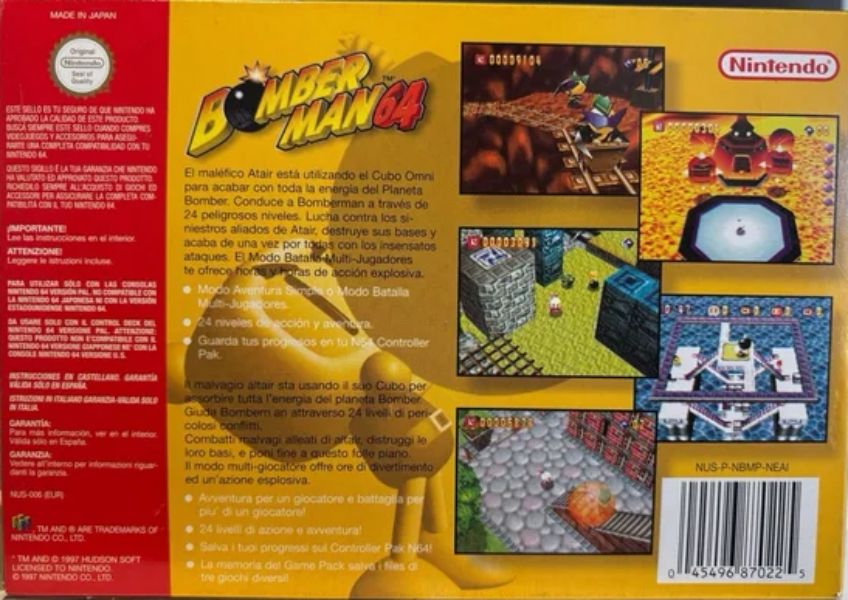 MADE IN JAPAN
Original
Nintendo
Seal of
Quality
ESTE SELLO ES TU SEGURO DE QUE NINTENDO HA
APROBADO LA CALIDAD DE ESTE PRODUCTO.
BUSCA SIEMPRE ESTE SELLO CUANDO COMPRES
VIDEOJUEGOS Y ACCESORIOS PARA ASEGU-
RARTE UNA COMPLETA COMPATIBILIDAD CON TU
NINTENDO 64.
QUESTO SIGILLO È LA TUA GARANZIA CHE NINTENDO
HA VALUTATO ED APPROVATO QUESTO PRODOTTO.
RICHIEDILO SEMPRE ALL'ACQUISTO DI GIOCHI ED
ACCESSORI PER ASSICURARE LA COMPLETA COM-
PATIBILITÀ CON IL TUO NINTENDO 64.
¡IMPORTANTE!
Lee las instrucciones en el interior.
ATTENZIONE!
Leggere le istruzioni incluse.
PARA UTILIZAR SÓLO CON LAS CONSOLAS
NINTENDO 64 VERSIÓN PAL. NO COMPATIBLE CON
LA NINTENDO 64 JAPONESA NI CON LA VERSIÓN
ESTADOUNIDENSE NINTENDO 64.
DA USARE SOLO CON IL CONTROL DECK DEL
NINTENDO 64 VERSIONE PAL. ATTENZIONE:
QUESTO PRODOTTO NON E'COMPATIBILE CON IL
NINTENDO 64 VERSIONE GIAPPONESE NE' CON LA
CONSOLE NINTENDO 64 VERSIONE U.S.
INSTRUCCIONES EN CASTELLANO. GARANTÍA
VÁLIDA SÓLO EN ESPAÑA.
ISTRUZIONI IN ITALIANO GARANZIA-VALIDA SOLO
IN ITALIA.
GARANTÍA:
Para más información, ver en el interior.
Válida sólo en España.
GARANZIA:
Vedere all'interno per informazioni riguar-
danti la garanzia.
NUS-006 (EUR)
TM AND ® ARE TRADEMARKS OF
NINTENDO CO., LTD.
TM AND © 1997 HUDSON SOFT
LICENSED TO NINTENDO.
© 1997 NINTENDO CO., LTD.
BOMBER
MAN 64
TM
El maléfico Atair está utilizando el Cubo Omni
para acabar con toda la energía del Planeta
Bomber. Conduce a Bomberman a través de
24 peligrosos niveles. Lucha contra los si-
niestros aliados de Atair, destruye sus bases y
acaba de una vez por todas con los insensatos
ataques. El Modo Batalla Multi-Jugadores
te ofrece horas y horas de acción explosiva.
● Modo Aventura Simple o Modo Batalla
Multi-Jugadores.
● 24 niveles de acción y aventura.
● Guarda tus progresos en tu N64 Controller
Pak.
Il malvagio altair sta usando il suo Cubo per
assorbire tutta l'energia del planeta Bomber.
Giuda Bombern an attraverso 24 livelli di peri-
colosi conflitti.
Combatti malvagi alleati di altair, distruggi le
loro basi, e poni fine a questo folle piano.
Il modo multi-giocatore offre ore di divertimento
ed un'azione esplosiva.
● Avventura per un giocatore e battaglia per
piu' di un giocatore!
● 24 livelli di azione e avventura!
● Salva i tuoi progressi sul Controller Pak N64!
● La memoria del Game Pack salva i files di
tre giochi diversi!
Nintendo
NUS-P-NBMP-NEAI
0 45496 87022 5